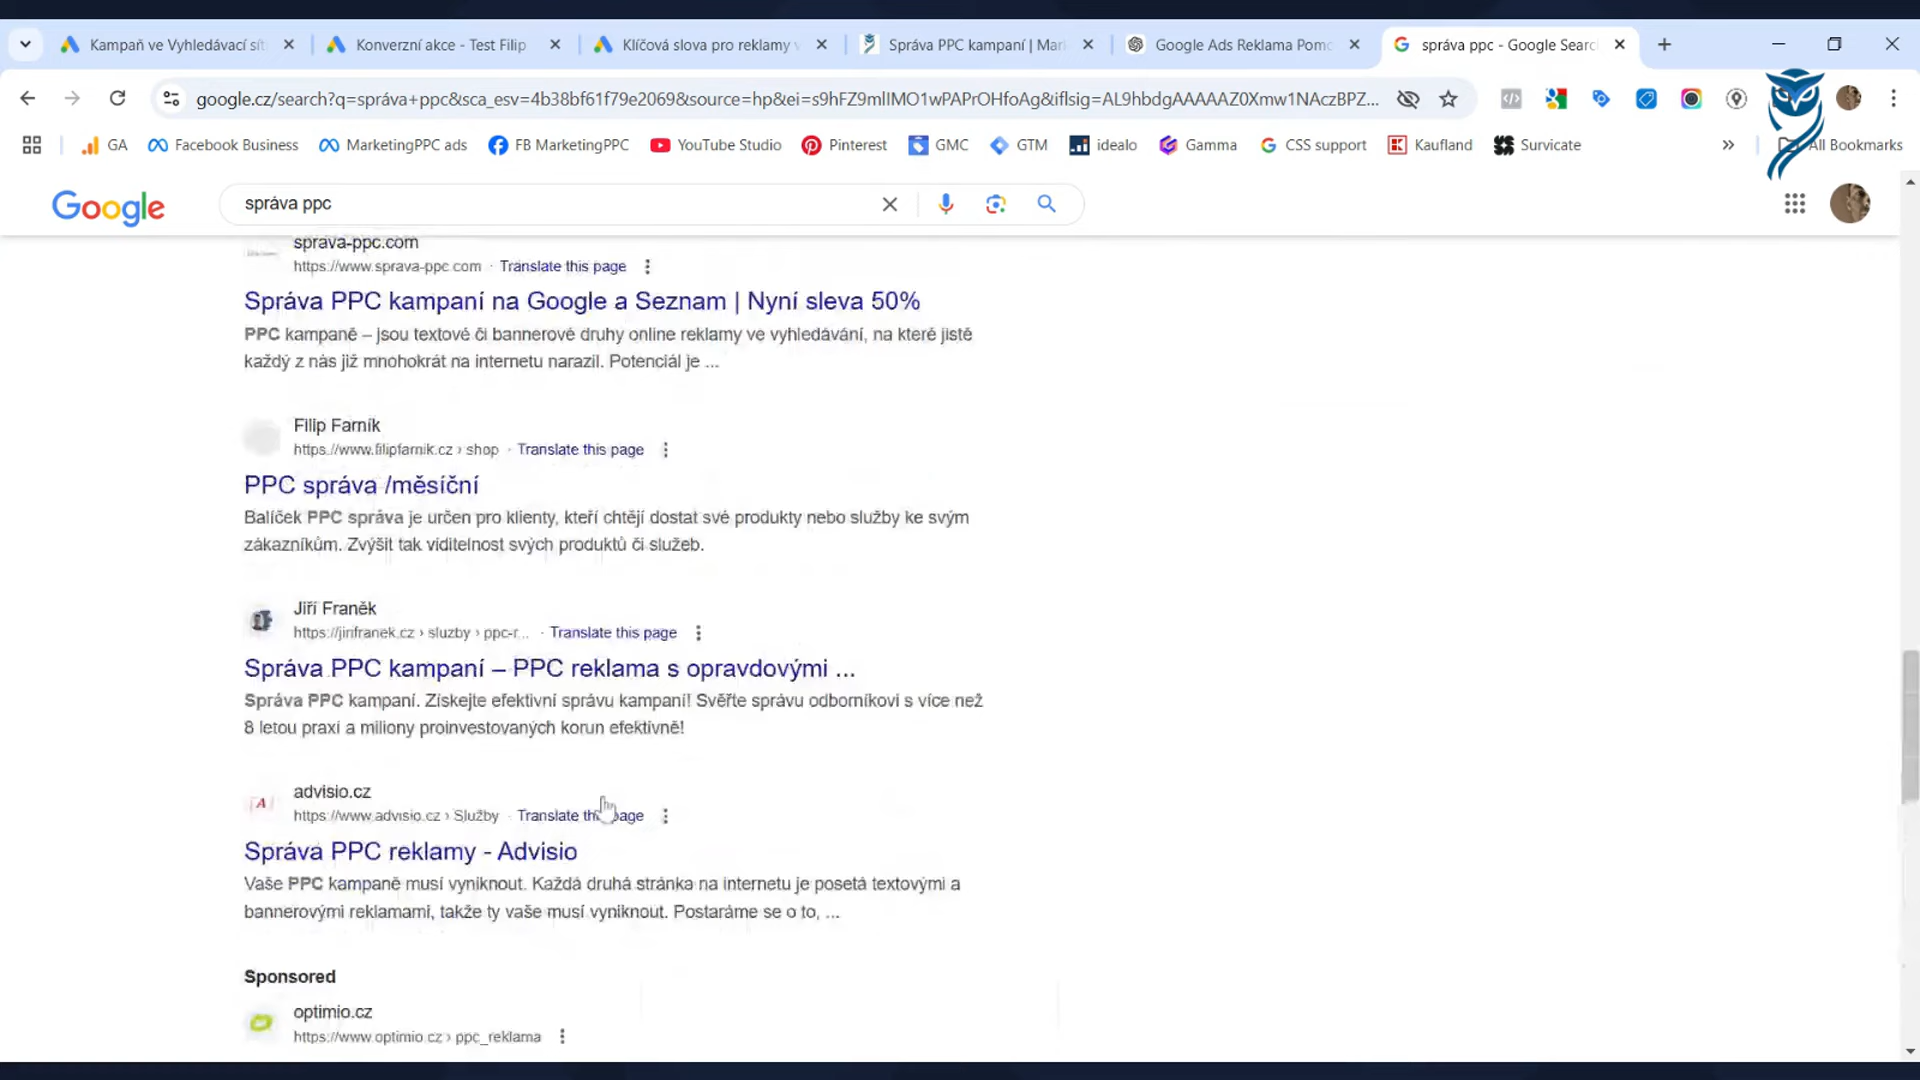 Kampaň ve Vyhledávací sít
Konverzní akce - Test Filip
Klíčová slova pro reklamy v
Správa PPC kampaní | Mark
Google Ads Reklama Pomo
správa ppc - Google Searc
google.cz/search?q=správa+ppc&sca_esv=4b38bf61f79e2069&source=hp&ei=s9hFZ9mlIMO1wPAPrOHfoAg&iflsig=AL9hbdgAAAAAZ0Xmw1NAczBPZ...
GA
Facebook Business
MarketingPPC ads
FB MarketingPPC
YouTube Studio
Pinterest
GMC
GTM
idealo
Gamma
CSS support
Kaufland
Survicate
»
All Bookmarks
Google
správa ppc
sprava-ppc.com
https://www.sprava-ppc.com · Translate this page
Správa PPC kampaní na Google a Seznam | Nyní sleva 50%
PPC kampaně – jsou textové či bannerové druhy online reklamy ve vyhledávání, na které jistě
každý z nás již mnohokrát na internetu narazil. Potenciál je ...
Filip Farník
https://www.filipfarnik.cz › shop · Translate this page
PPC správa /měsíční
Balíček PPC správa je určen pro klienty, kteří chtějí dostat své produkty nebo služby ke svým
zákazníkům. Zvýšit tak viditelnost svých produktů či služeb.
Jiří Franěk
https://jirifranek.cz › sluzby › ppc-r... · Translate this page
Správa PPC kampaní – PPC reklama s opravdovými ...
Správa PPC kampaní. Získejte efektivní správu kampaní! Svěřte správu odborníkovi s více než
8 letou praxí a miliony proinvestovaných korun efektivně!
advisio.cz
https://www.advisio.cz › Služby · Translate this page
Správa PPC reklamy - Advisio
Vaše PPC kampaně musí vyniknout. Každá druhá stránka na internetu je posetá textovými a
bannerovými reklamami, takže ty vaše musí vyniknout. Postaráme se o to, ...
Sponsored
optimio.cz
https://www.optimio.cz › ppc_reklama